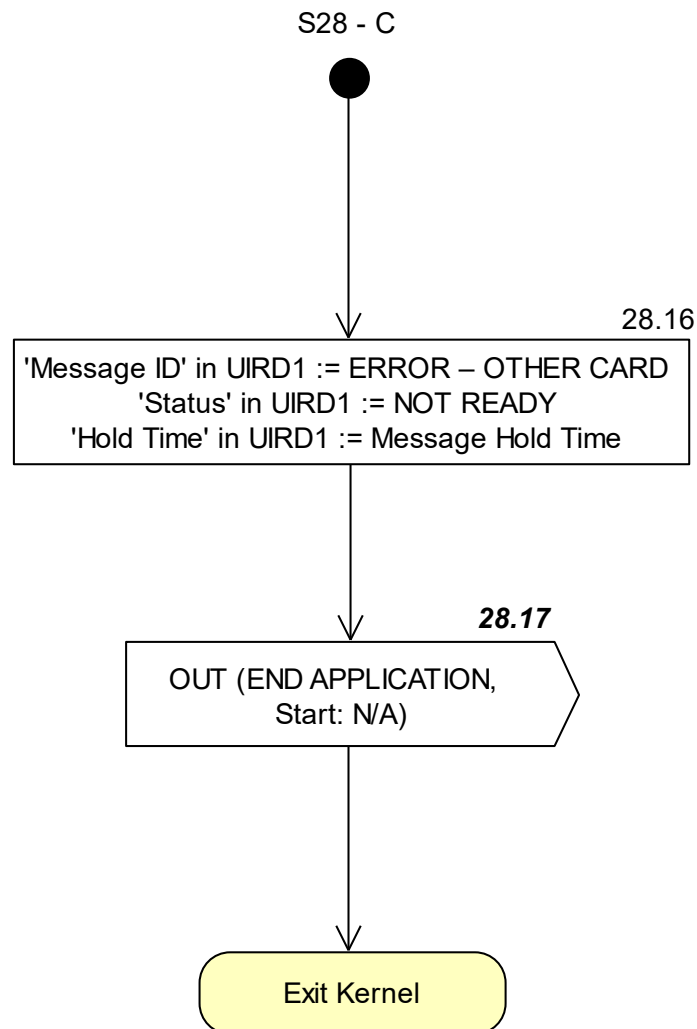 S28 - C
28.16
'Message ID' in UIRD1 := ERROR – OTHER CARD
'Status' in UIRD1 := NOT READY
'Hold Time' in UIRD1 := Message Hold Time
28.17
OUT (END APPLICATION,
Start: N/A)
Exit Kernel